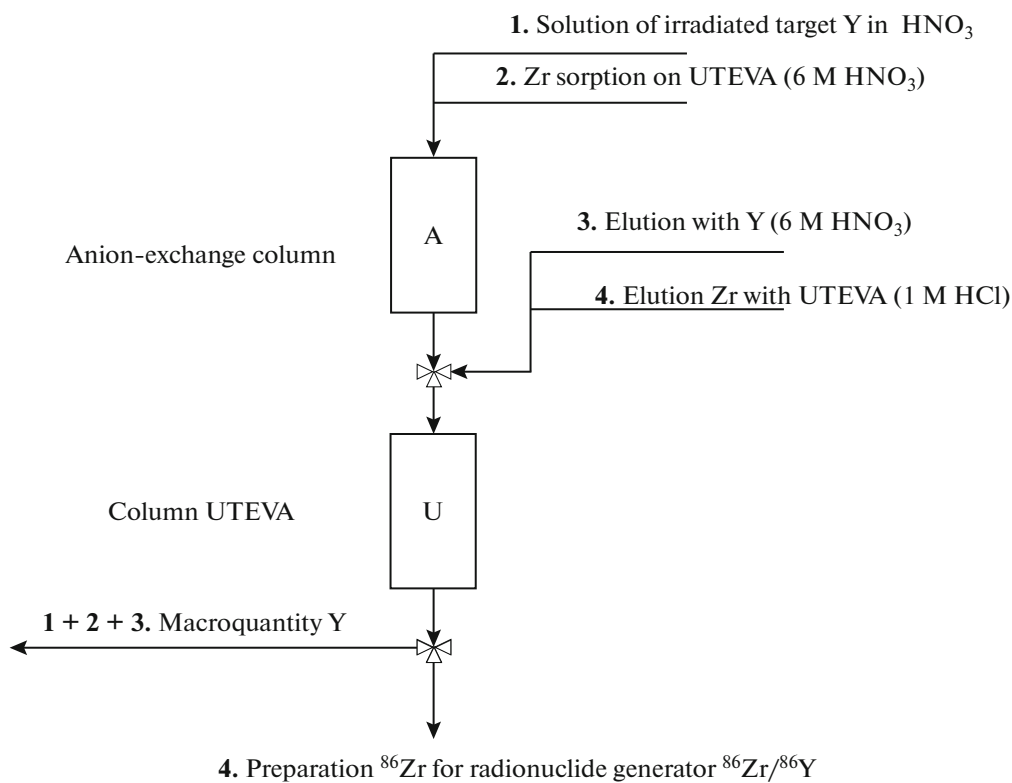 1. Solution of irradiated target Y in HNO₃
2. Zr sorption on UTEVA (6 M HNO₃)
A
Anion-exchange column
3. Elution with Y (6 M HNO₃)
4. Elution Zr with UTEVA (1 M HCl)
Column UTEVA
U
1 + 2 + 3. Macroquantity Y
4. Preparation ⁸⁶Zr for radionuclide generator ⁸⁶Zr/⁸⁶Y